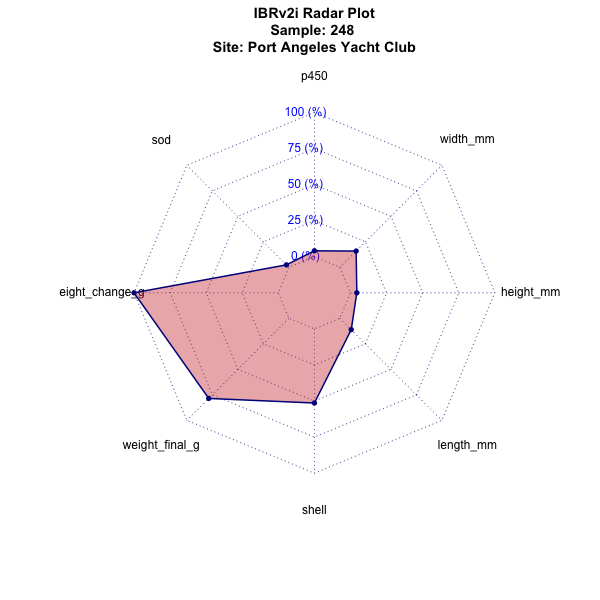 IBRv2i Radar Plot
Sample: 248
Site: Port Angeles Yacht Club
p450
100 (%)
sod
width_mm
75 (%)
50 (%)
25 (%)
0 (%)
eight_change_g
height_mm
weight_final_g
length_mm
shell